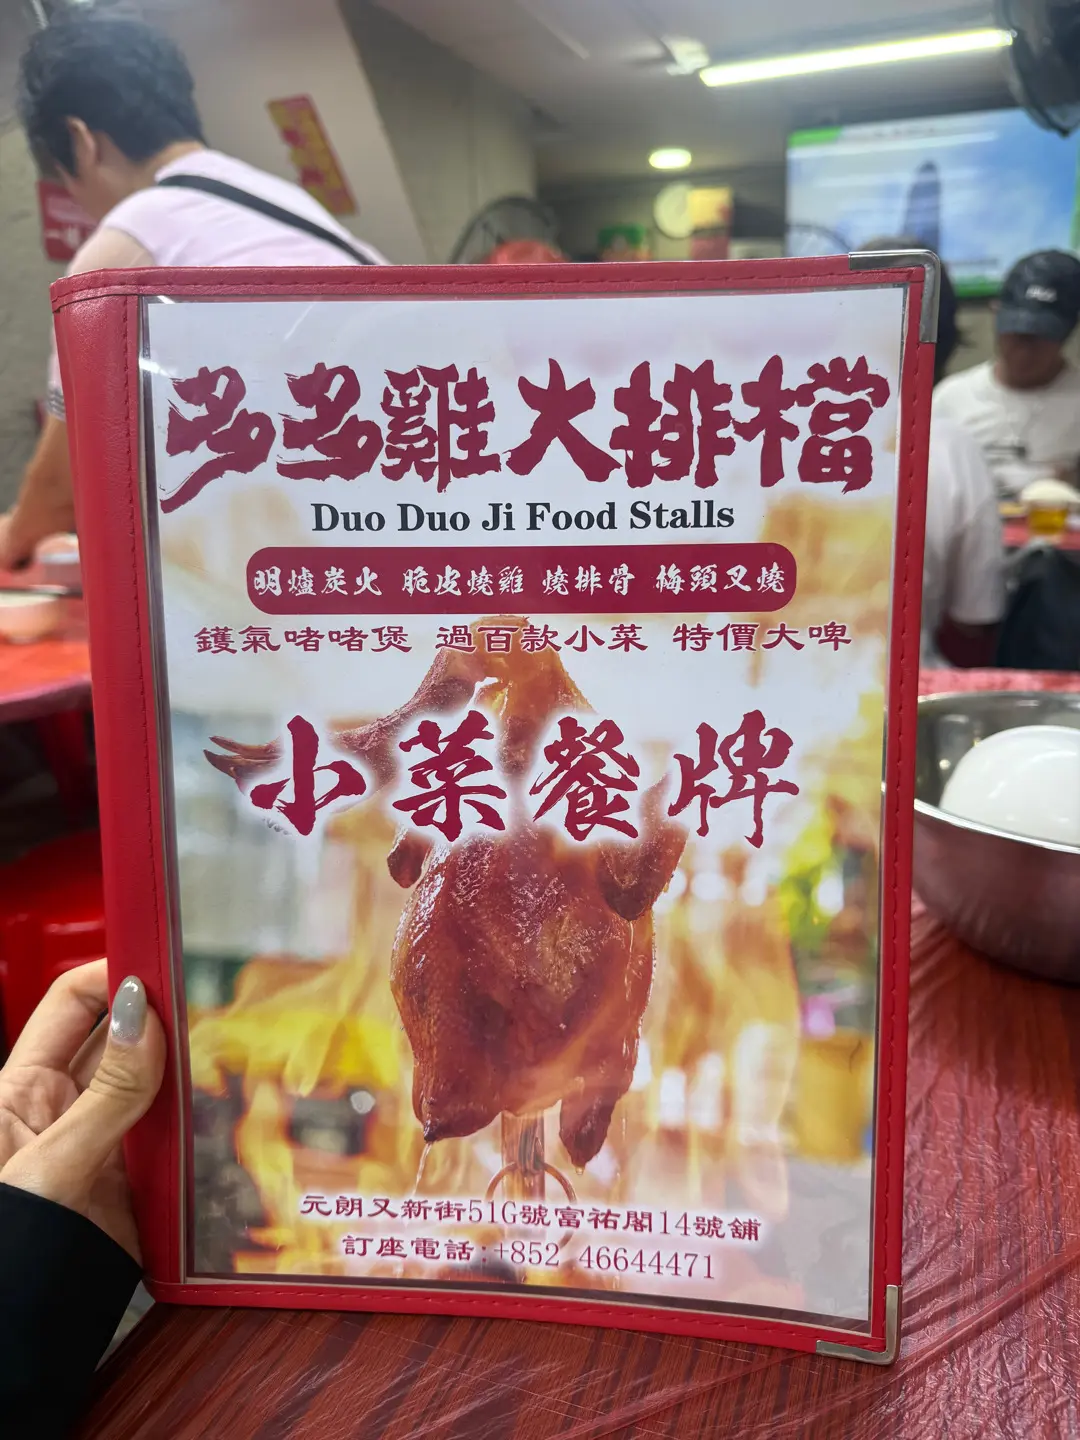 多多雞大排檔
Duo Duo Ji Food Stalls
明爐炭火 脆皮燒雞 燒排骨 梅頭叉燒
鑊氣啫啫煲 過百款小菜 特價大啤
小菜餐牌
元朗又新街51G號富祐閣14號舖
訂座電話:+852 46644471